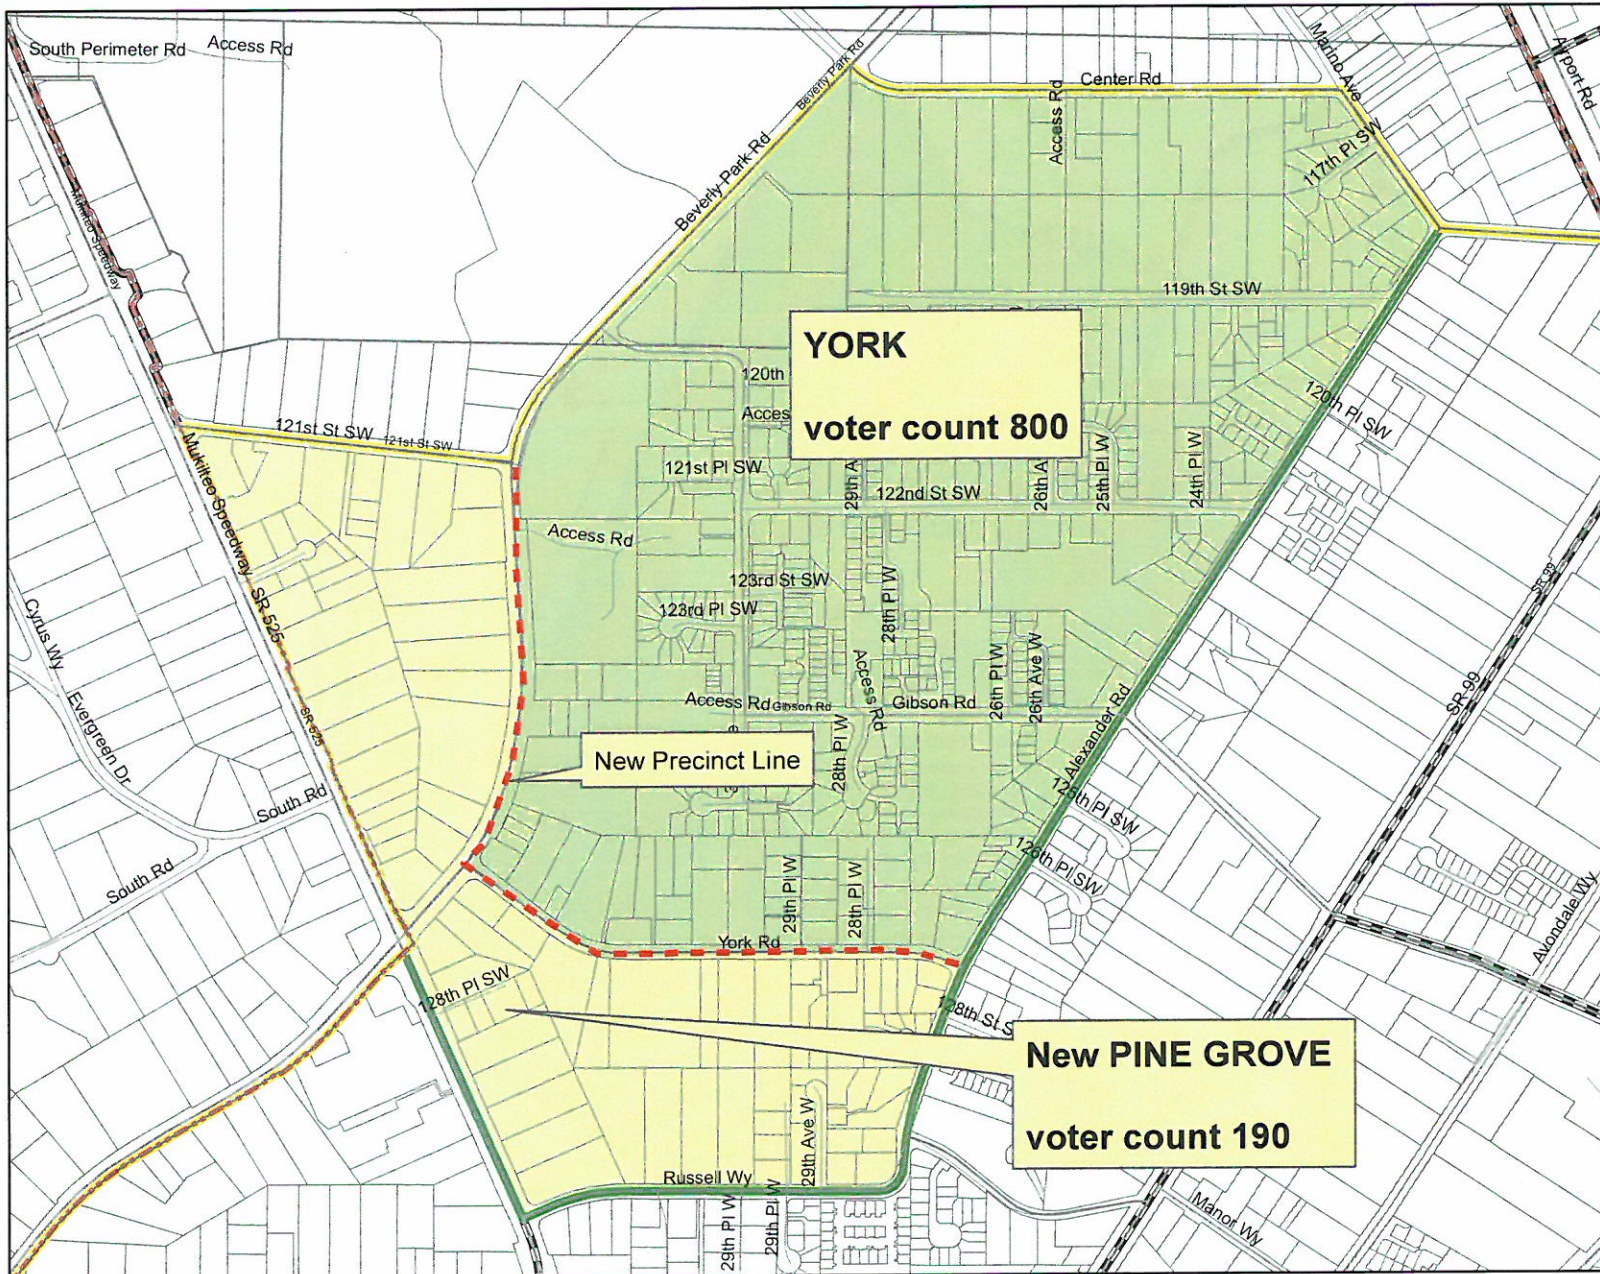 South Perimeter Rd
Access Rd
Beverly Park Rd
Center Rd
Marino Ave
Airport Rd
Access Rd
117th Pl SW
Beverly Park Rd
Mukilteo Speedway
119th St SW
YORK
voter count 800
120th
Acces
120th Pl SW
121st St SW
121st St SW
121st Pl SW
29th A
122nd St SW
26th A
25th Pl W
24th Pl W
Mukilteo Speedway
Access Rd
123rd St SW
123rd Pl SW
28th Pl W
SR 99
SR 525
Cyrus Wy
Access Rd
26th Pl W
26th Ave W
Access Rd
Gibson Rd
Gibson Rd
SR 99
Evergreen Dr
SR 525
Alexander Rd
New Precinct Line
28th Pl W
South Rd
125th Pl SW
126th Pl SW
South Rd
29th Pl W
28th Pl W
Avondale Wy
York Rd
128th Pl SW
128th St S
New PINE GROVE
voter count 190
29th Ave W
Russell Wy
29th Pl W
29th Pl W
Manor Wy